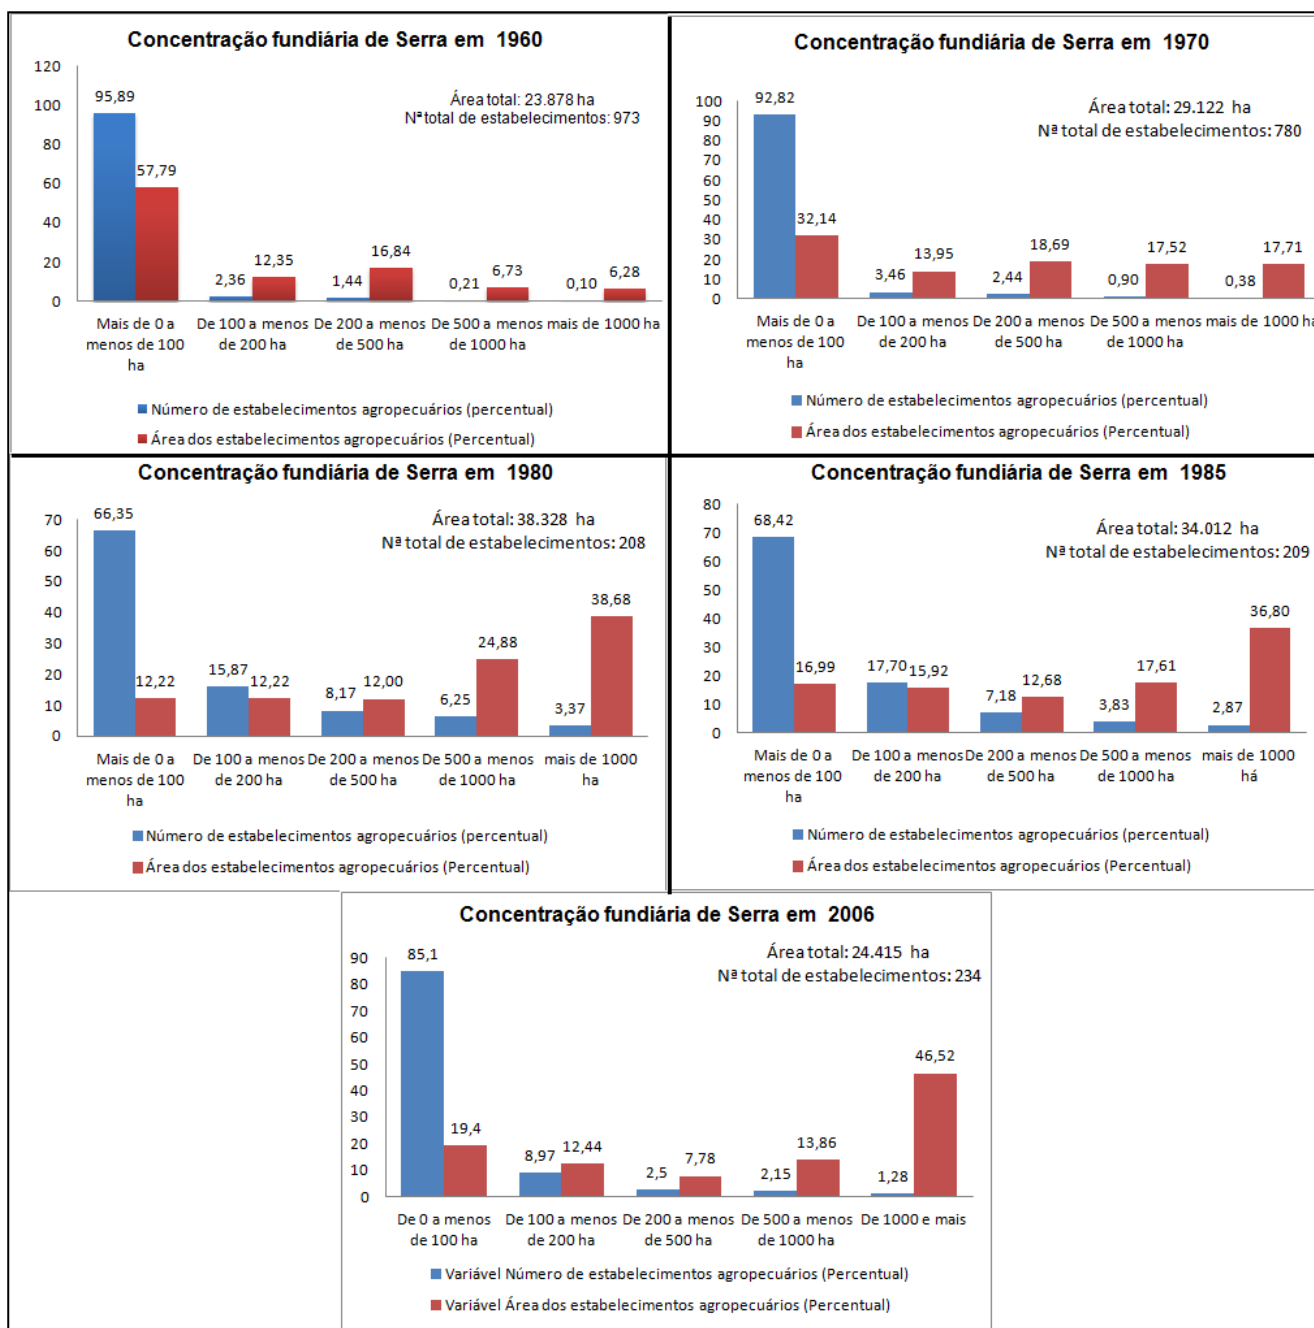 Concentração fundiária de Serra em 1960
Área total: 23.878 ha
Nª total de estabelecimentos: 973
120
100
80
60
40
20
0
95,89
57,79
2,36
12,35
1,44
16,84
0,21
6,73
0,10
6,28
Mais de 0 a menos de 100 ha
De 100 a menos de 200 ha
De 200 a menos de 500 ha
De 500 a menos de 1000 ha
mais de 1000 ha
Número de estabelecimentos agropecuários (percentual)
Área dos estabelecimentos agropecuários (Percentual)
Concentração fundiária de Serra em 1970
Área total: 29.122 ha
Nª total de estabelecimentos: 780
100
90
80
70
60
50
40
30
20
10
0
92,82
32,14
3,46
13,95
2,44
18,69
0,90
17,52
0,38
17,71
Mais de 0 a menos de 100 ha
De 100 a menos de 200 ha
De 200 a menos de 500 ha
De 500 a menos de 1000 ha
mais de 1000 ha
Número de estabelecimentos agropecuários (percentual)
Área dos estabelecimentos agropecuários (Percentual)
Concentração fundiária de Serra em 1980
Área total: 38.328 ha
Nª total de estabelecimentos: 208
70
60
50
40
30
20
10
0
66,35
12,22
15,87
12,22
8,17
12,00
6,25
24,88
3,37
38,68
Mais de 0 a menos de 100 ha
De 100 a menos de 200 ha
De 200 a menos de 500 ha
De 500 a menos de 1000 ha
mais de 1000 ha
Número de estabelecimentos agropecuários (percentual)
Área dos estabelecimentos agropecuários (Percentual)
Concentração fundiária de Serra em 1985
Área total: 34.012 ha
Nª total de estabelecimentos: 209
80
70
60
50
40
30
20
10
0
68,42
16,99
17,70
15,92
7,18
12,68
3,83
17,61
2,87
36,80
Mais de 0 a menos de 100 ha
De 100 a menos de 200 ha
De 200 a menos de 500 ha
De 500 a menos de 1000 ha
mais de 1000 há
Número de estabelecimentos agropecuários (percentual)
Área dos estabelecimentos agropecuários (Percentual)
Concentração fundiária de Serra em 2006
Área total: 24.415 ha
Nª total de estabelecimentos: 234
90
80
70
60
50
40
30
20
10
0
85,1
19,4
8,97
12,44
2,5
7,78
2,15
13,86
1,28
46,52
De 0 a menos de 100 ha
De 100 a menos de 200 ha
De 200 a menos de 500 ha
De 500 a menos de 1000 ha
De 1000 e mais
Variável Número de estabelecimentos agropecuários (Percentual)
Variável Área dos estabelecimentos agropecuários (Percentual)